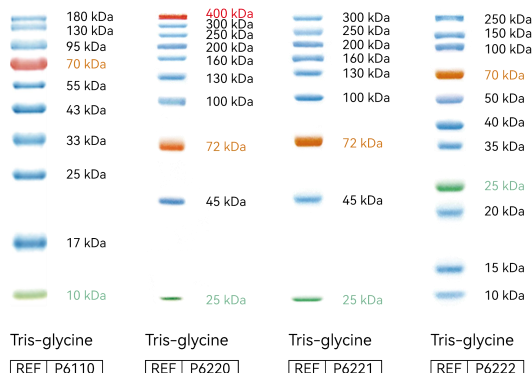 180 kDa
130 kDa
95 kDa
70 kDa
55 kDa
43 kDa
33 kDa
25 kDa
17 kDa
10 kDa
Tris-glycine
REF P6110
400 kDa
300 kDa
250 kDa
200 kDa
160 kDa
130 kDa
100 kDa
72 kDa
45 kDa
25 kDa
Tris-glycine
REF P6220
300 kDa
250 kDa
200 kDa
160 kDa
130 kDa
100 kDa
72 kDa
45 kDa
25 kDa
Tris-glycine
REF P6221
250 kDa
150 kDa
100 kDa
70 kDa
50 kDa
40 kDa
35 kDa
25 kDa
20 kDa
15 kDa
10 kDa
Tris-glycine
REF P6222